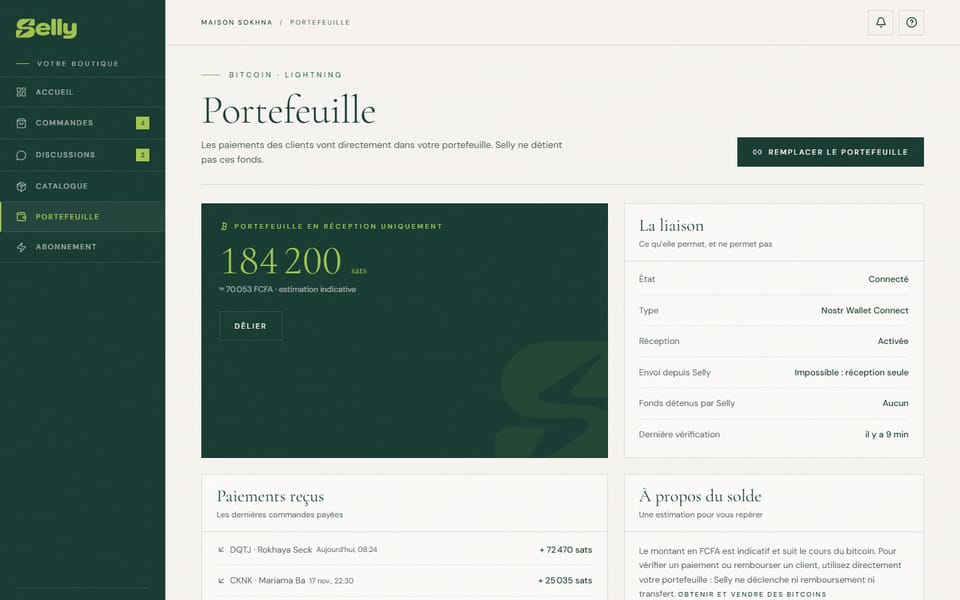 Selly
VOTRE BOUTIQUE
ACCUEIL
COMMANDES 4
DISCUSSIONS 3
CATALOGUE
PORTEFEUILLE
ABONNEMENT
MAISON SOKHNA / PORTEFEUILLE
BITCOIN · LIGHTNING
Portefeuille
Les paiements des clients vont directement dans votre portefeuille. Selly ne détient
pas ces fonds.
REMPLACER LE PORTEFEUILLE
PORTEFEUILLE EN RÉCEPTION UNIQUEMENT
184 200 sats
≈ 70 053 FCFA · estimation indicative
DÉLIER
La liaison
Ce qu'elle permet, et ne permet pas
État Connecté
Type Nostr Wallet Connect
Réception Activée
Envoi depuis Selly Impossible : réception seule
Fonds détenus par Selly Aucun
Dernière vérification il y a 9 min
Paiements reçus
Les dernières commandes payées
DQTJ · Rokhaya Seck Aujourd'hui, 08:24 + 72 470 sats
CKNK · Mariama Ba 17 nov., 22:30 + 25 035 sats
À propos du solde
Une estimation pour vous repérer
Le montant en FCFA est indicatif et suit le cours du bitcoin. Pour
vérifier un paiement ou rembourser un client, utilisez directement
votre portefeuille : Selly ne déclenche ni remboursement ni
transfert. OBTENIR ET VENDRE DES BITCOINS